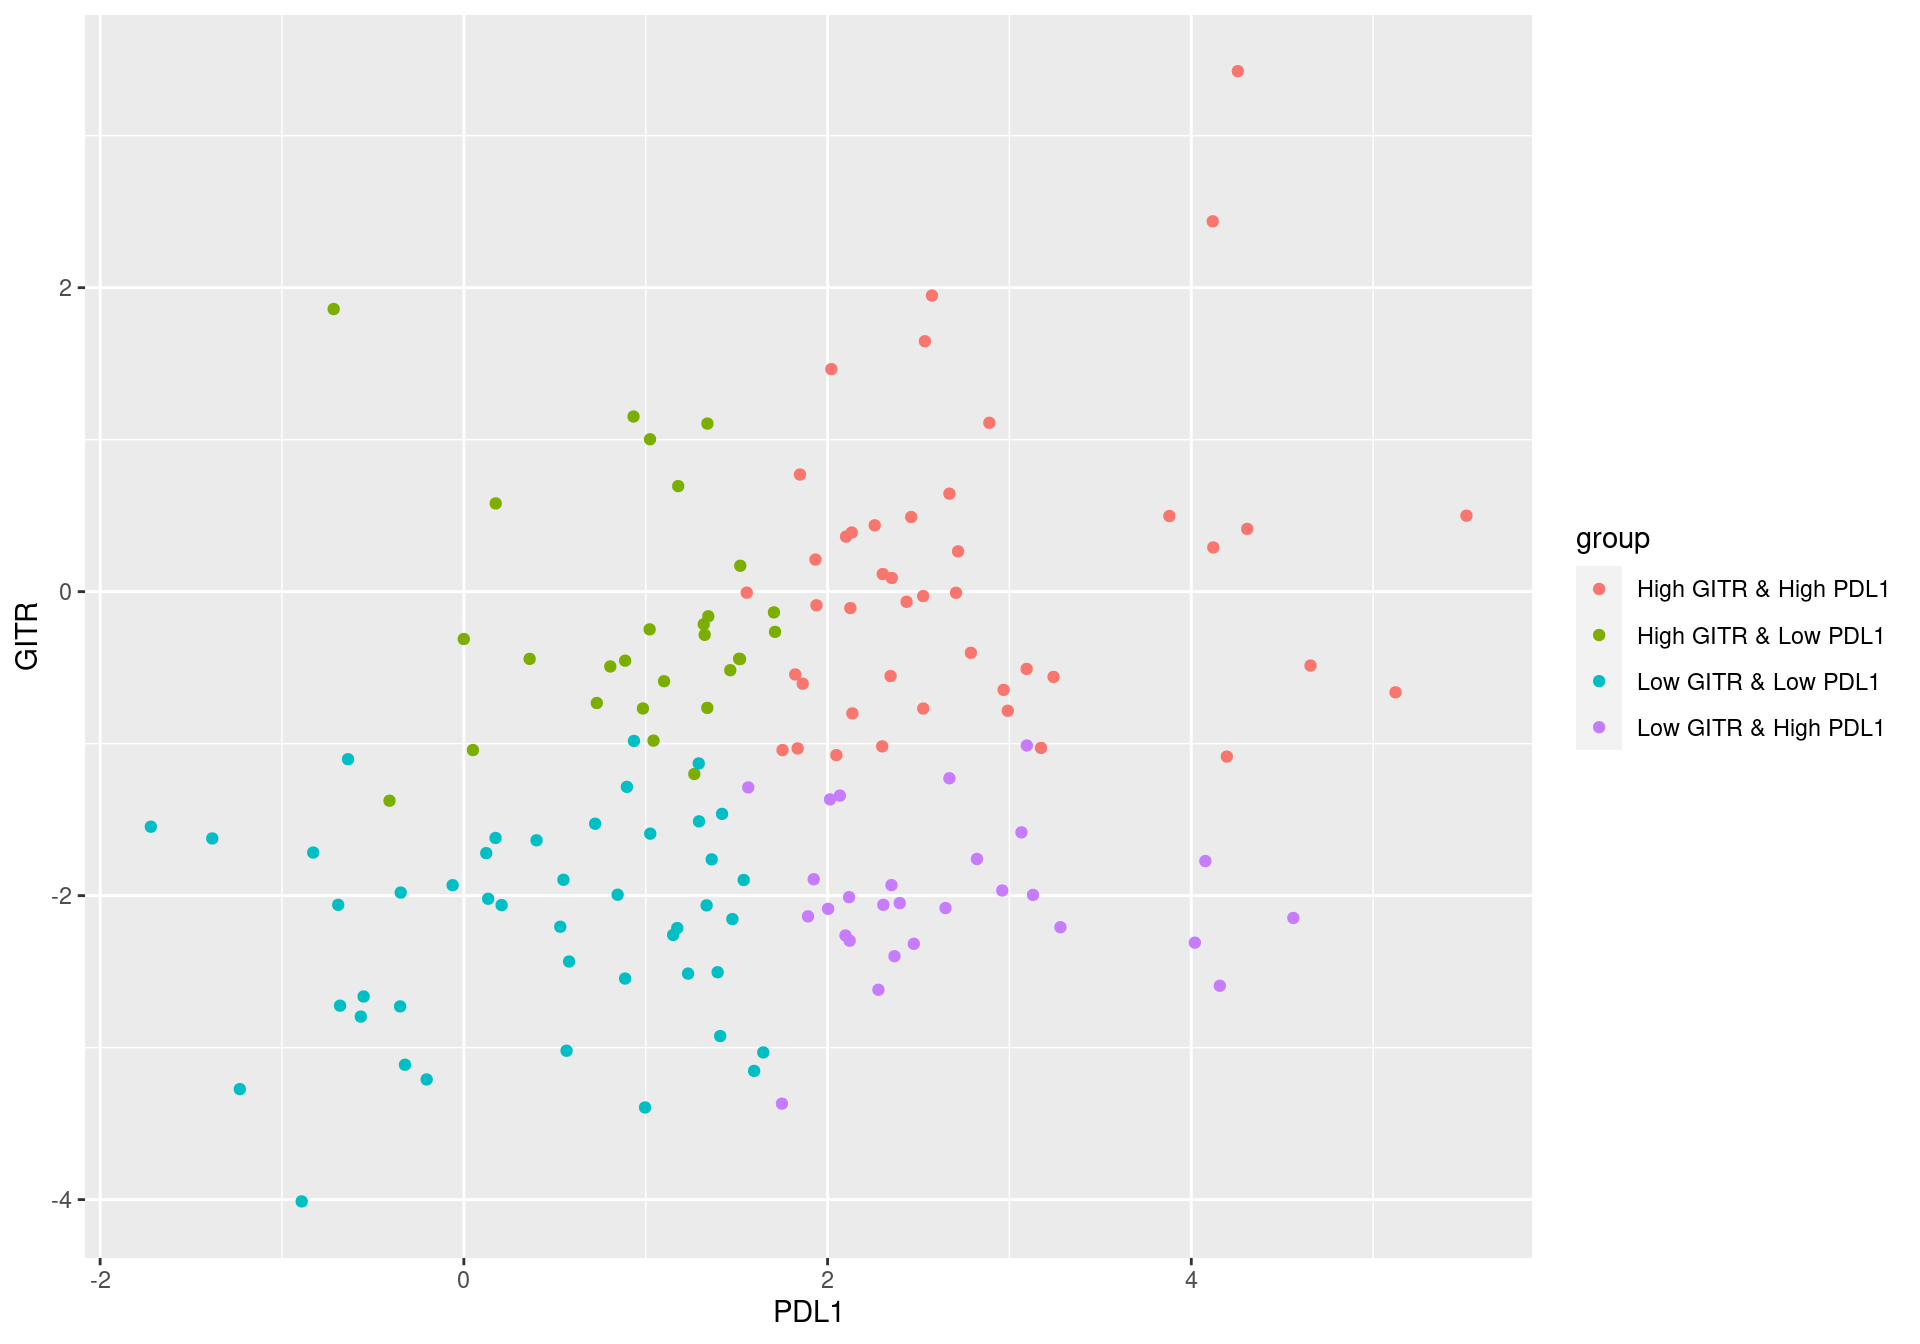 2
0
-2
-4
GITR
-2
0
2
4
PDL1
group
High GITR & High PDL1
High GITR & Low PDL1
Low GITR & Low PDL1
Low GITR & High PDL1